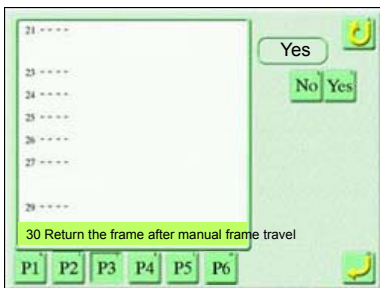 21 ----
Yes
23 ----
No Yes
24 ----
25 ----
26 ----
27 ----
29 ----
30 Return the frame after manual frame travel
P1 P2 P3 P4 P5 P6